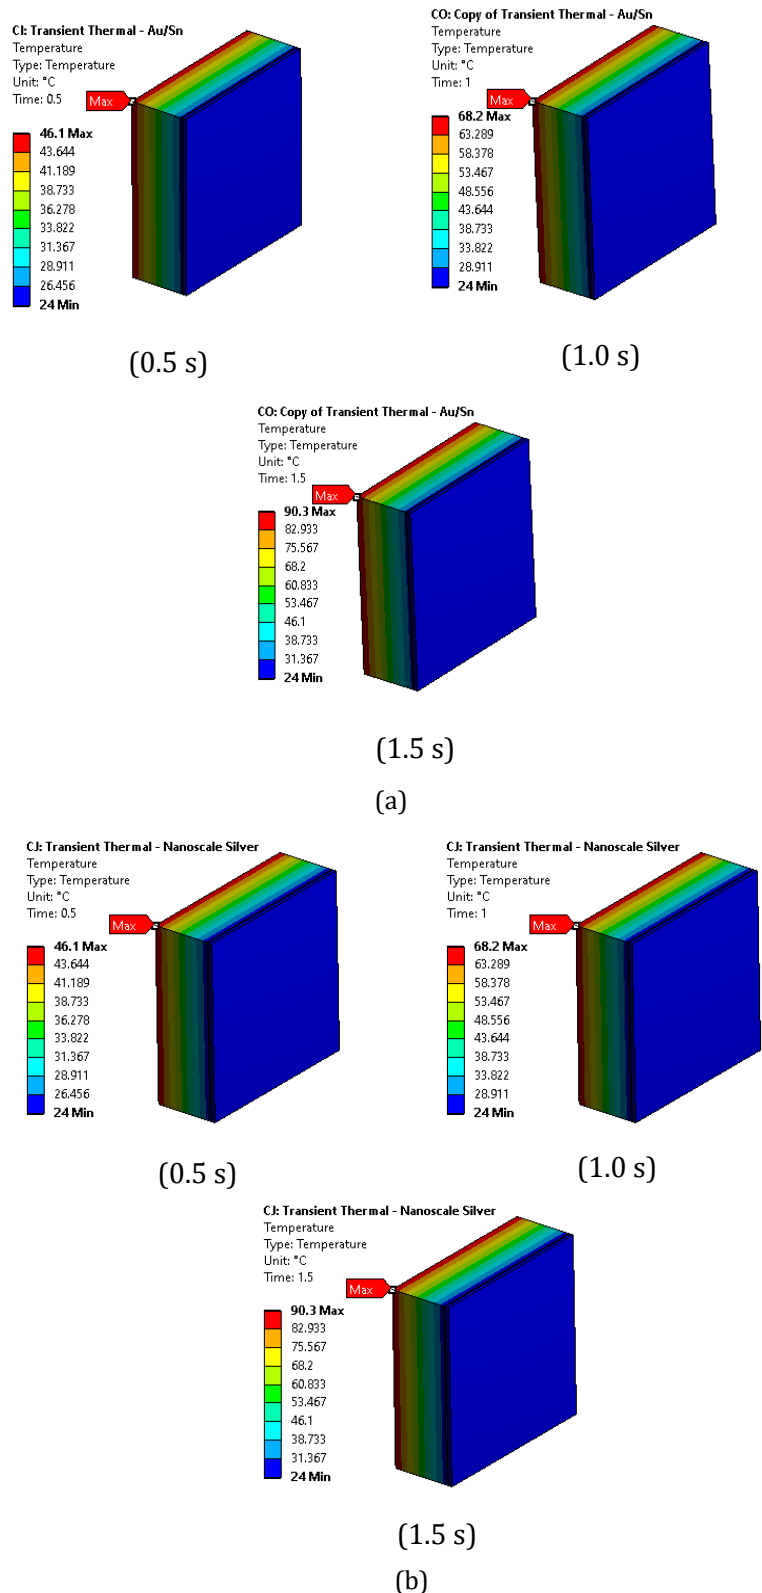 CI: Transient Thermal - Au/Sn
Temperature
Type: Temperature
Unit: °C
Time: 0.5
Max
46.1 Max
43.644
41.189
38.733
36.278
33.822
31.367
28.911
26.456
24 Min
(0.5 s)
CO: Copy of Transient Thermal - Au/Sn
Temperature
Type: Temperature
Unit: °C
Time: 1
Max
68.2 Max
63.289
58.378
53.467
48.556
43.644
38.733
33.822
28.911
24 Min
(1.0 s)
CO: Copy of Transient Thermal - Au/Sn
Temperature
Type: Temperature
Unit: °C
Time: 1.5
Max
90.3 Max
82.933
75.567
68.2
60.833
53.467
46.1
38.733
31.367
24 Min
(1.5 s)
(a)
CJ: Transient Thermal - Nanoscale Silver
Temperature
Type: Temperature
Unit: °C
Time: 0.5
Max
46.1 Max
43.644
41.189
38.733
36.278
33.822
31.367
28.911
26.456
24 Min
(0.5 s)
CJ: Transient Thermal - Nanoscale Silver
Temperature
Type: Temperature
Unit: °C
Time: 1
Max
68.2 Max
63.289
58.378
53.467
48.556
43.644
38.733
33.822
28.911
24 Min
(1.0 s)
CJ: Transient Thermal - Nanoscale Silver
Temperature
Type: Temperature
Unit: °C
Time: 1.5
Max
90.3 Max
82.933
75.567
68.2
60.833
53.467
46.1
38.733
31.367
24 Min
(1.5 s)
(b)